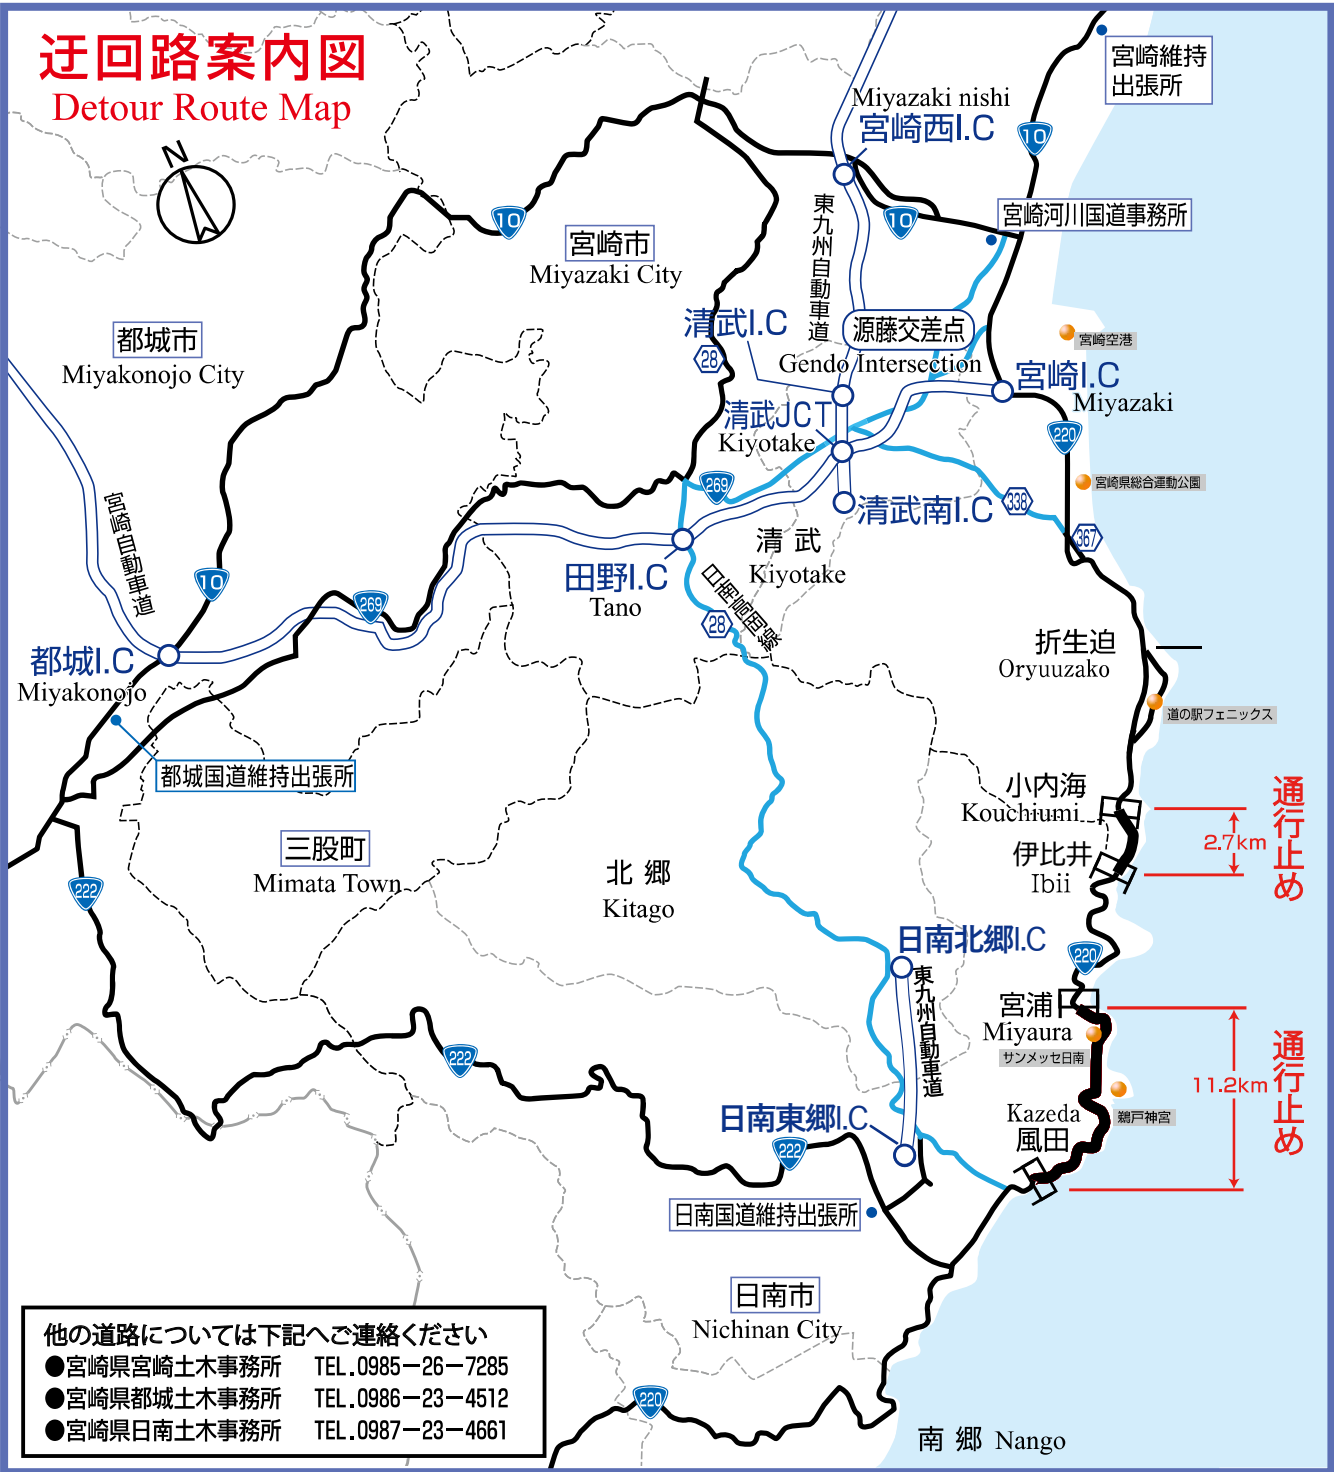 迂回路案内図
Detour Route Map
N
宮崎維持
出張所
10
Miyazaki nishi
宮崎西I.C
10
宮崎河川国道事務所
10
宮崎市
Miyazaki City
東九州自動車道
都城市
Miyakonojo City
清武I.C
28
源藤交差点
Gendo Intersection
宮崎空港
宮崎I.C
Miyazaki
清武JCT
Kiyotake
220
269
宮崎県総合運動公園
338
清武南I.C
367
宮崎自動車道
10
269
田野I.C
Tano
清武
Kiyotake
日南高岡線
28
折生迫
Oryuuzako
都城I.C
Miyakonojo
道の駅フェニックス
都城国道維持出張所
小内海
Kouchiumi
通行止め
2.7km
伊比井
Ibii
三股町
Mimata Town
北郷
Kitago
222
日南北郷I.C
220
東九州自動車道
宮浦
Miyaura
サンメッセ日南
通行止め
11.2km
222
Kazeda
風田
鵜戸神宮
日南東郷I.C
222
日南国道維持出張所
日南市
Nichinan City
他の道路については下記へご連絡ください
●宮崎県宮崎土木事務所 TEL.0985−26−7285
●宮崎県都城土木事務所 TEL.0986−23−4512
●宮崎県日南土木事務所 TEL.0987−23−4661
220
南郷 Nango